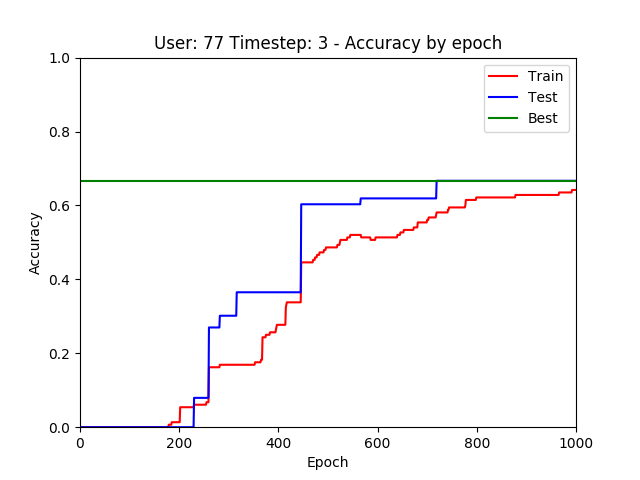 User: 77 Timestep: 3 - Accuracy by epoch
1.0
0.8
0.6
0.4
0.2
0.0
Accuracy
Train
Test
Best
0 200 400 600 800 1000
Epoch